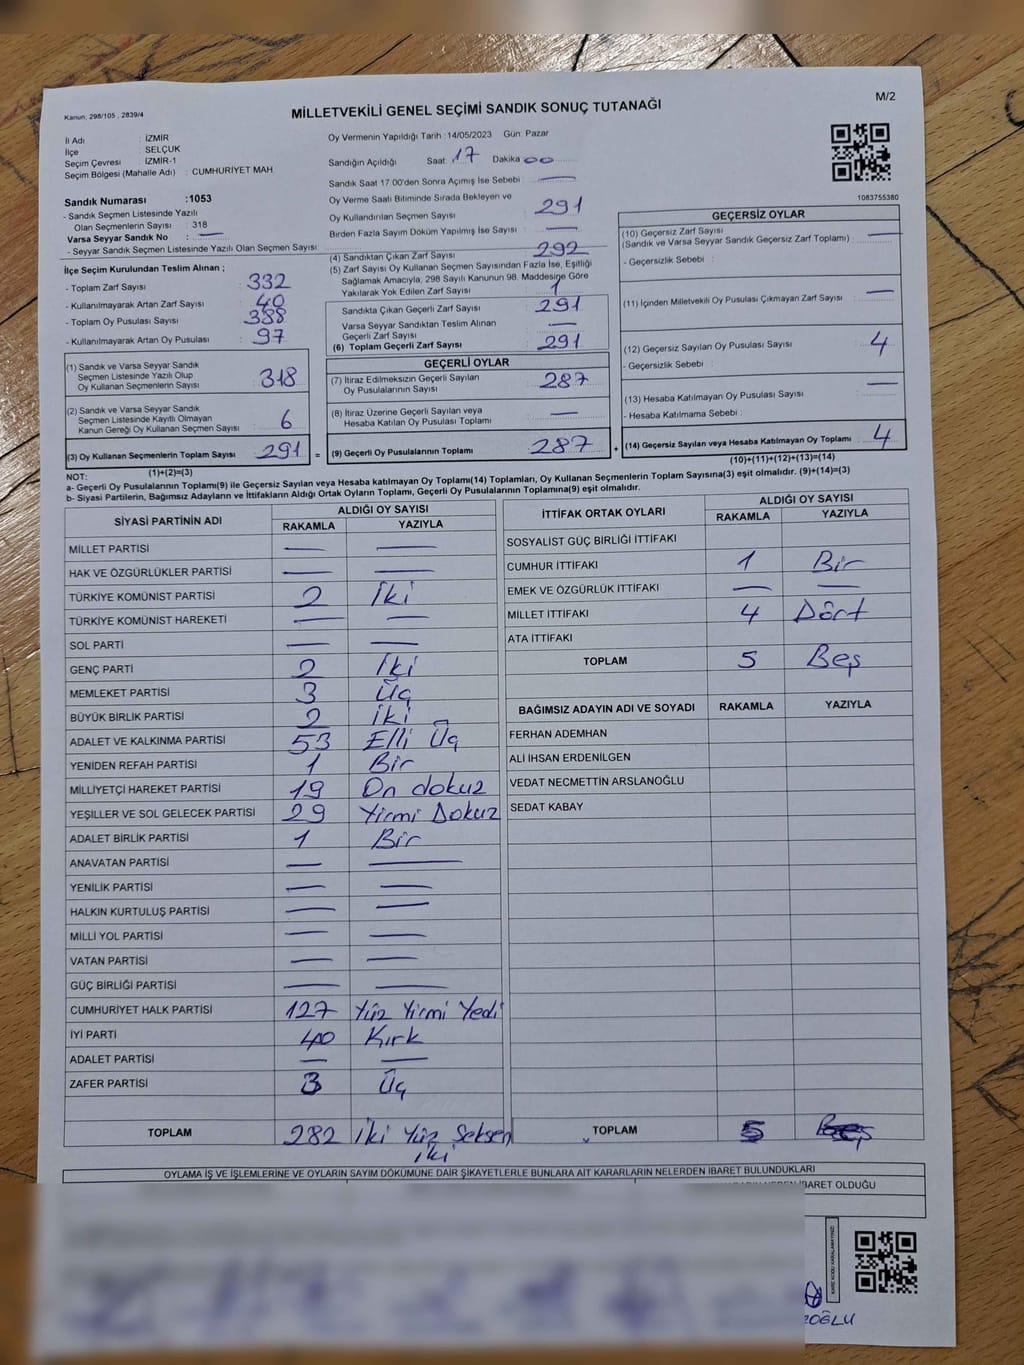 Kanun; 298/105 , 2839/4
MİLLETVEKİLİ GENEL SEÇİMİ SANDIK SONUÇ TUTANAĞI
M/2
İl Adı : İZMİR
İlçe : SELÇUK
Seçim Çevresi : İZMİR-1
Seçim Bölgesi (Mahalle Adı) : CUMHURİYET MAH
Sandık Numarası :1053
- Sandık Seçmen Listesinde Yazılı
Olan Seçmenlerin Sayısı : 318
Varsa Seyyar Sandık No : —
- Seyyar Sandık Seçmen Listesinde Yazılı Olan Seçmen Sayısı:
İlçe Seçim Kurulundan Teslim Alınan ;
- Toplam Zarf Sayısı : 332
- Kullanılmayarak Artan Zarf Sayısı : 40
- Toplam Oy Pusulası Sayısı : 388
- Kullanılmayarak Artan Oy Pusulası : 97
(1) Sandık ve Varsa Seyyar Sandık
Seçmen Listesinde Yazılı Olup
Oy Kullanan Seçmenlerin Sayısı : 318
(2) Sandık ve Varsa Seyyar Sandık
Seçmen Listesinde Kayıtlı Olmayan
Kanun Gereği Oy Kullanan Seçmen Sayısı : 6
(3) Oy Kullanan Seçmenlerin Toplam Sayısı : 291
(1)+(2)=(3)
Oy Vermenin Yapıldığı Tarih : 14/05/2023 Gün: Pazar
Sandığın Açıldığı Saat: 17 Dakika 00
Sandık Saat 17.00'den Sonra Açımış İse Sebebi : —
Oy Verme Saati Bitiminde Sırada Bekleyen ve
Oy Kullandırılan Seçmen Sayısı : 291
Birden Fazla Sayım Döküm Yapılmış İse Sayısı : —
(4) Sandıktan Çıkan Zarf Sayısı : 292
(5) Zarf Sayısı Oy Kullanan Seçmen Sayısından Fazla İse, Eşitliği
Sağlamak Amacıyla, 298 Sayılı Kanunun 98. Maddesine Göre
Yakılarak Yok Edilen Zarf Sayısı : 1
Sandıkta Çıkan Geçerli Zarf Sayısı : 291
Varsa Seyyar Sandıktan Teslim Alınan
Geçerli Zarf Sayısı : —
(6) Toplam Geçerli Zarf Sayısı : 291
=
GEÇERLİ OYLAR
(7) İtiraz Edilmeksizin Geçerli Sayılan
Oy Pusulalarının Sayısı : 287
(8) İtiraz Üzerine Geçerli Sayılan veya
Hesaba Katılan Oy Pusulası Toplamı : —
(9) Geçerli Oy Pusulalarının Toplamı : 287
+
1083755380
GEÇERSİZ OYLAR
(10) Geçersiz Zarf Sayısı
(Sandık ve Varsa Seyyar Sandık Geçersiz Zarf Toplamı) : —
- Geçersizlik Sebebi :
(11) İçinden Milletvekili Oy Pusulası Çıkmayan Zarf Sayısı : —
(12) Geçersiz Sayılan Oy Pusulası Sayısı : 4
- Geçersizlik Sebebi :
(13) Hesaba Katılmayan Oy Pusulası Sayısı : —
- Hesaba Katılmama Sebebi :
(14) Geçersiz Sayılan veya Hesaba Katılmayan Oy Toplamı : 4
(10)+(11)+(12)+(13)=(14)
NOT:
a- Geçerli Oy Pusulalarının Toplamı(9) ile Geçersiz Sayılan veya Hesaba katılmayan Oy Toplamı(14) Toplamları, Oy Kullanan Seçmenlerin Toplam Sayısına(3) eşit olmalıdır. (9)+(14)=(3)
b- Siyasi Partilerin, Bağımsız Adayların ve İttifakların Aldığı Ortak Oyların Toplamı, Geçerli Oy Pusulalarının Toplamına(9) eşit olmalıdır.
SİYASİ PARTİNİN ADI ALDIĞI OY SAYISI
RAKAMLA YAZIYLA
MİLLET PARTİSİ — —
HAK VE ÖZGÜRLÜKLER PARTİSİ — —
TÜRKİYE KOMÜNİST PARTİSİ 2 İki
TÜRKİYE KOMÜNİST HAREKETİ — —
SOL PARTİ — —
GENÇ PARTİ 2 İki
MEMLEKET PARTİSİ 3 Üç
BÜYÜK BİRLİK PARTİSİ 2 İki
ADALET VE KALKINMA PARTİSİ 53 Elli Üç
YENİDEN REFAH PARTİSİ 1 Bir
MİLLİYETÇİ HAREKET PARTİSİ 19 On dokuz
YEŞİLLER VE SOL GELECEK PARTİSİ 29 Yirmi Dokuz
ADALET BİRLİK PARTİSİ 1 Bir
ANAVATAN PARTİSİ — —
YENİLİK PARTİSİ — —
HALKIN KURTULUŞ PARTİSİ — —
MİLLİ YOL PARTİSİ — —
VATAN PARTİSİ — —
GÜÇ BİRLİĞİ PARTİSİ — —
CUMHURİYET HALK PARTİSİ 127 Yüz Yirmi Yedi
İYİ PARTİ 40 Kırk
ADALET PARTİSİ — —
ZAFER PARTİSİ 3 Üç
TOPLAM 282 İki Yüz Seksen
iki
İTTİFAK ORTAK OYLARI ALDIĞI OY SAYISI
RAKAMLA YAZIYLA
SOSYALİST GÜÇ BİRLİĞİ İTTİFAKI
CUMHUR İTTİFAKI 1 Bir
EMEK VE ÖZGÜRLÜK İTTİFAKI — —
MİLLET İTTİFAKI 4 Dört
ATA İTTİFAKI
TOPLAM 5 Beş
BAĞIMSIZ ADAYIN ADI VE SOYADI RAKAMLA YAZIYLA
FERHAN ADEMHAN
ALİ İHSAN ERDENİLGEN
VEDAT NECMETTİN ARSLANOĞLU
SEDAT KABAY
TOPLAM 5 Beş
OYLAMA İŞ VE İŞLEMLERİNE VE OYLARIN SAYIM DÖKÜMÜNE DAİR ŞİKAYETLERLE BUNLARA AİT KARARLARIN NELERDEN İBARET BULUNDUKLARI
İBARET OLDUĞU